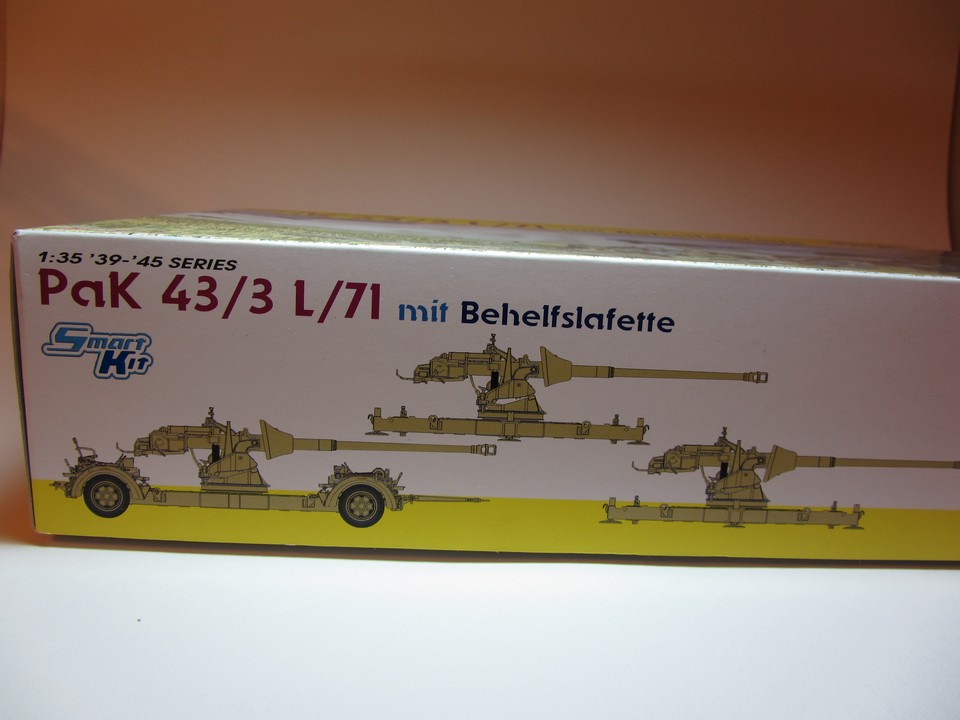 1:35 '39-'45 SERIES
PaK 43/3 L/71 mit Behelfslafette
Smart
Kit